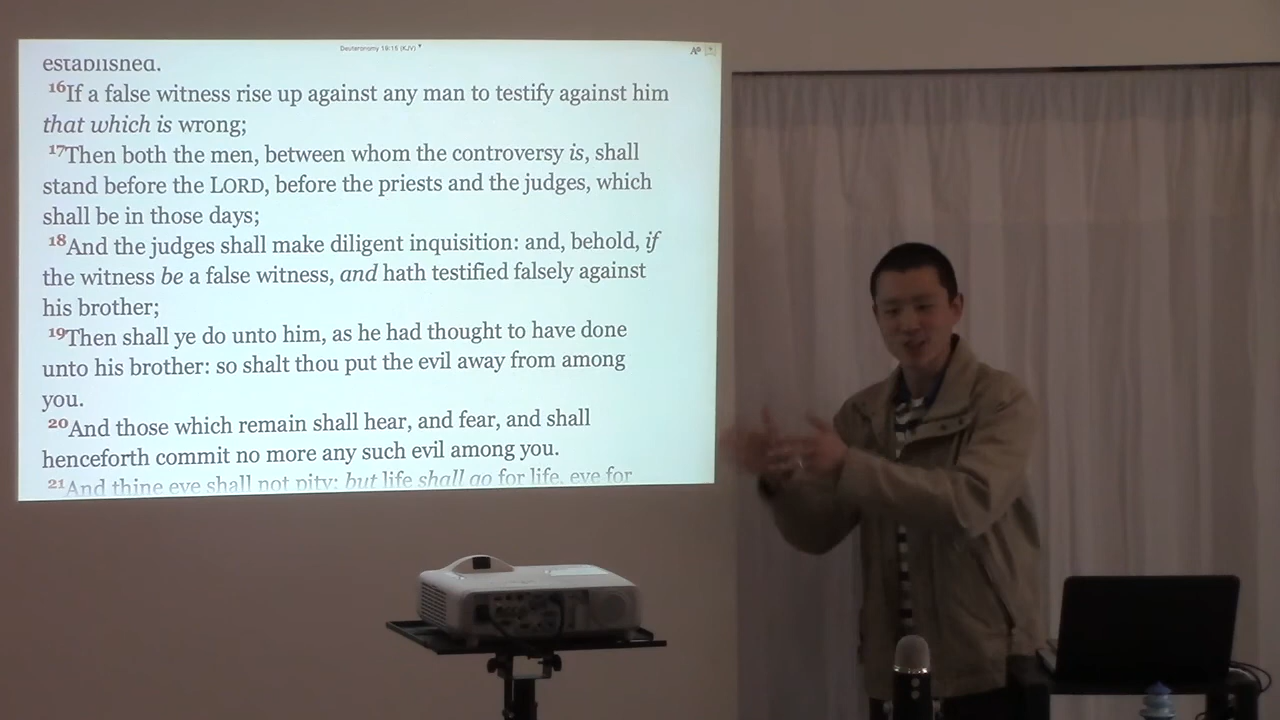 Deuteronomy 19:15 (KJV) ▾
established.
16If a false witness rise up against any man to testify against him
that which is wrong;
17Then both the men, between whom the controversy is, shall
stand before the LORD, before the priests and the judges, which
shall be in those days;
18And the judges shall make diligent inquisition: and, behold, if
the witness be a false witness, and hath testified falsely against
his brother;
19Then shall ye do unto him, as he had thought to have done
unto his brother: so shalt thou put the evil away from among
you.
20And those which remain shall hear, and fear, and shall
henceforth commit no more any such evil among you.
21And thine eye shall not pity; but life shall go for life, eye for